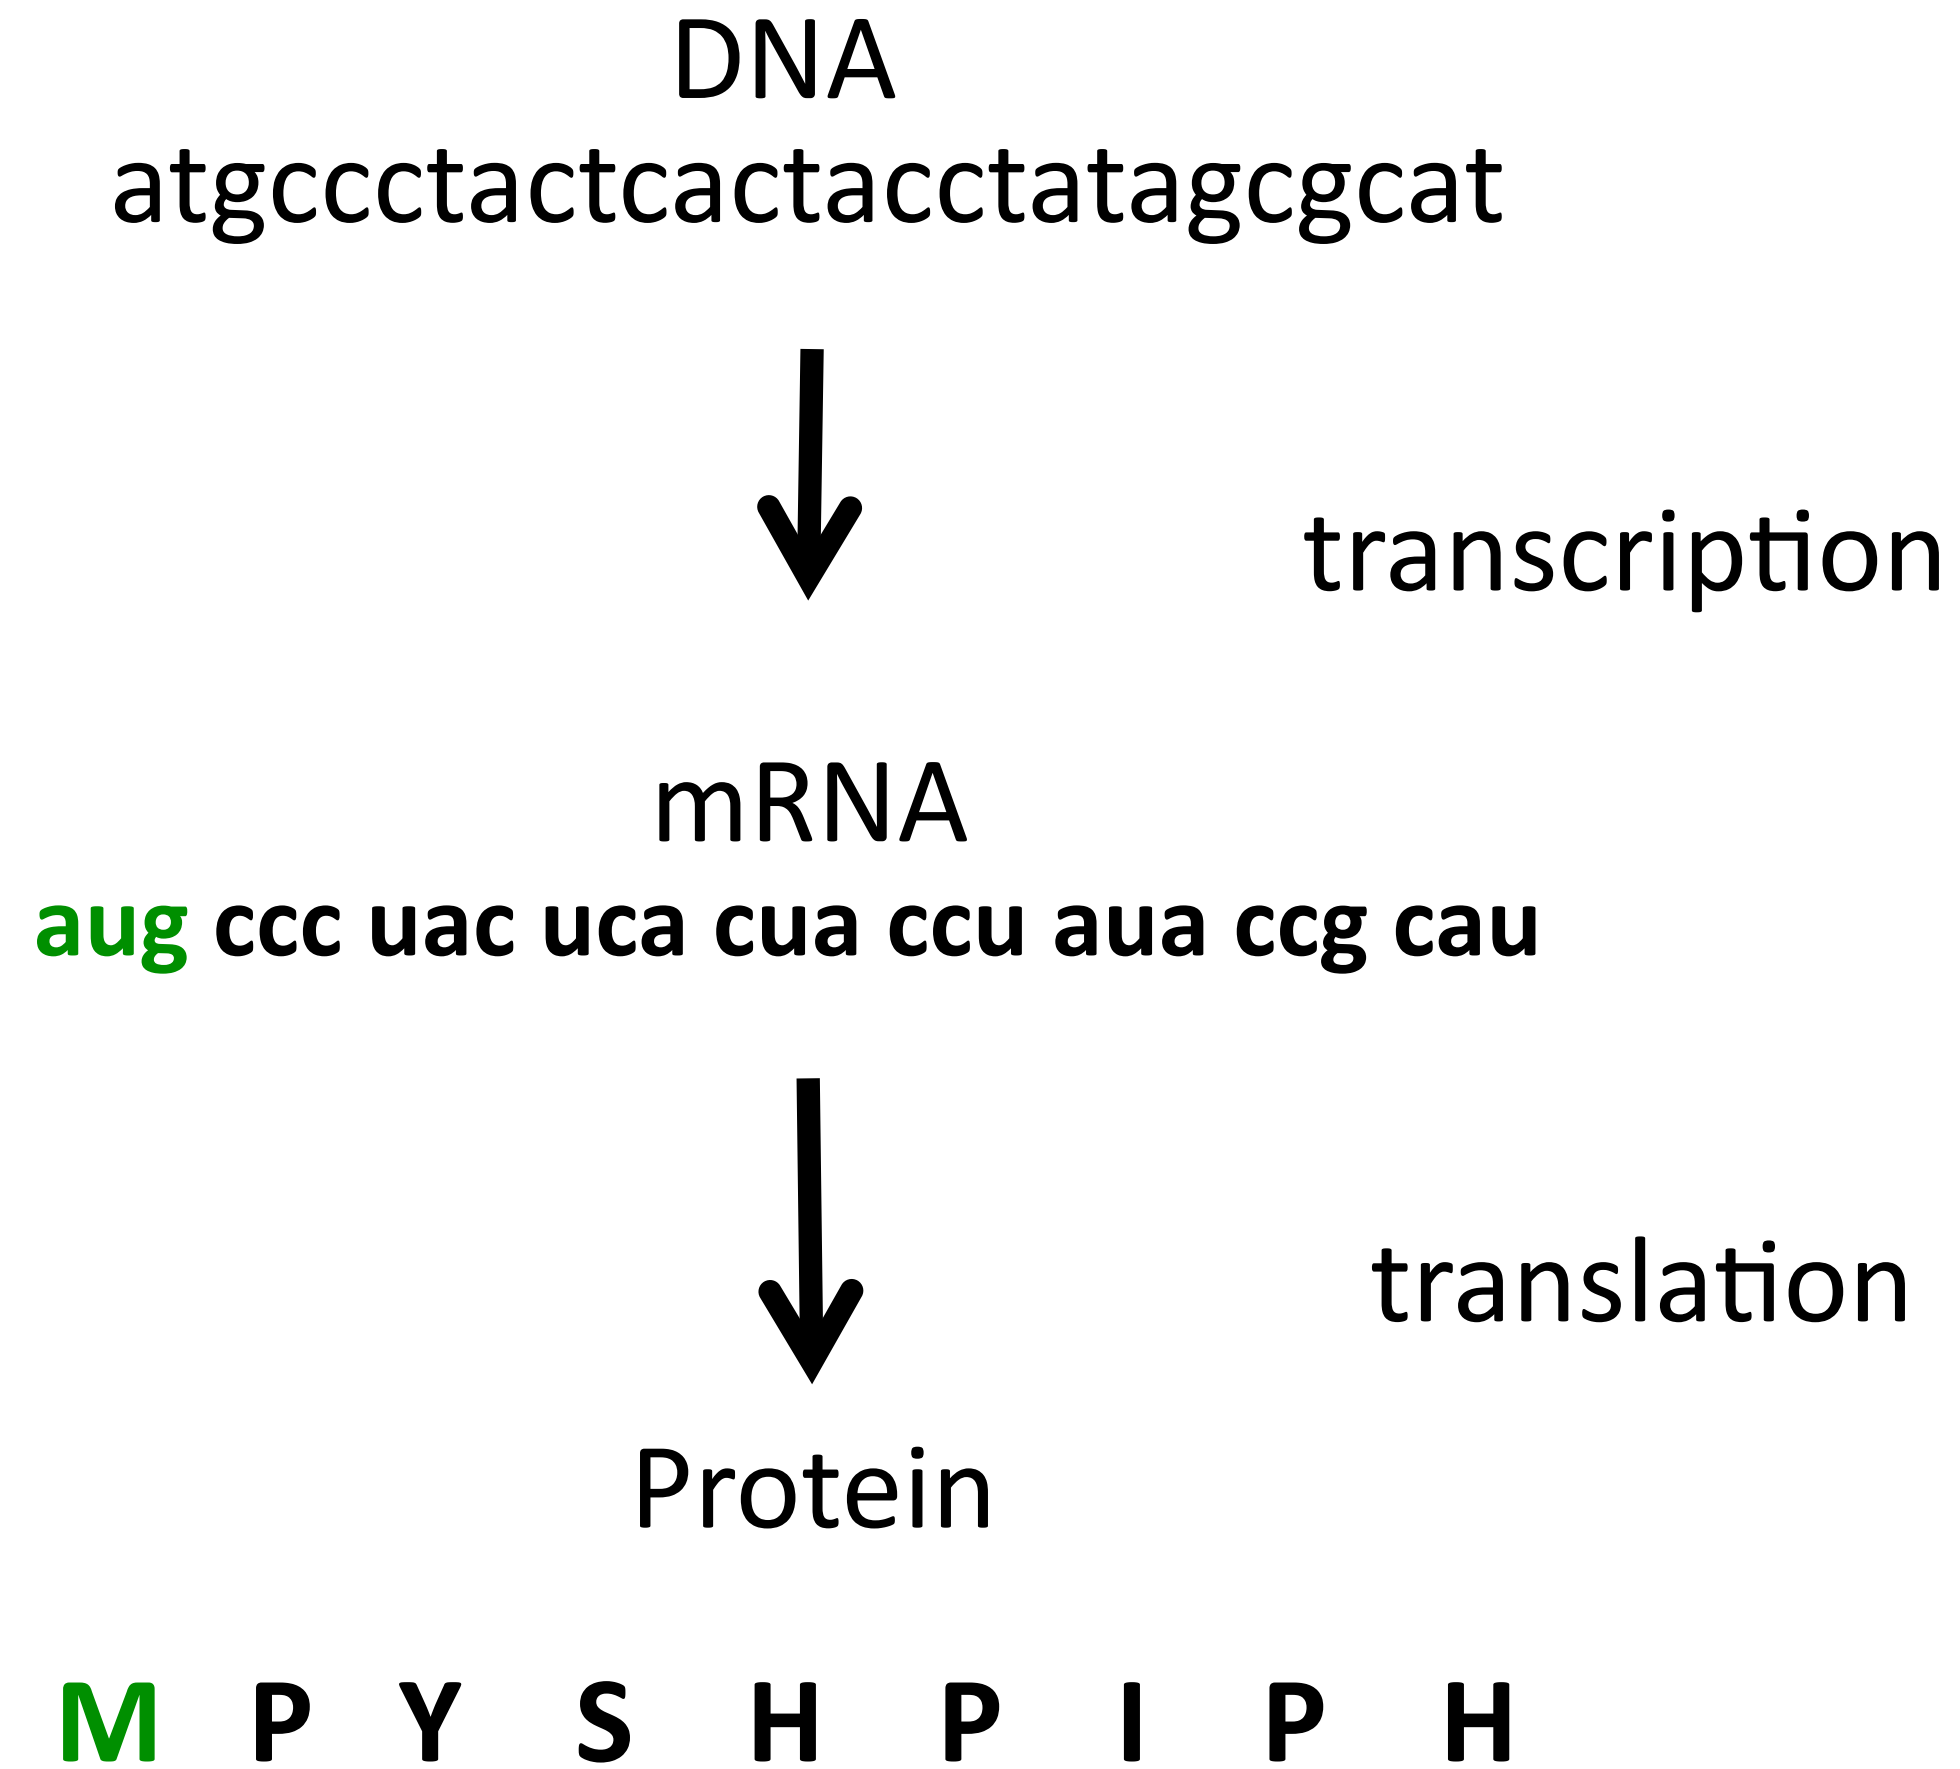 DNA
atgccctactcactacctatagcgcat
transcription
mRNA
aug ccc uac uca cua ccu aua ccg cau
translation
Protein
M P Y S H P I P H